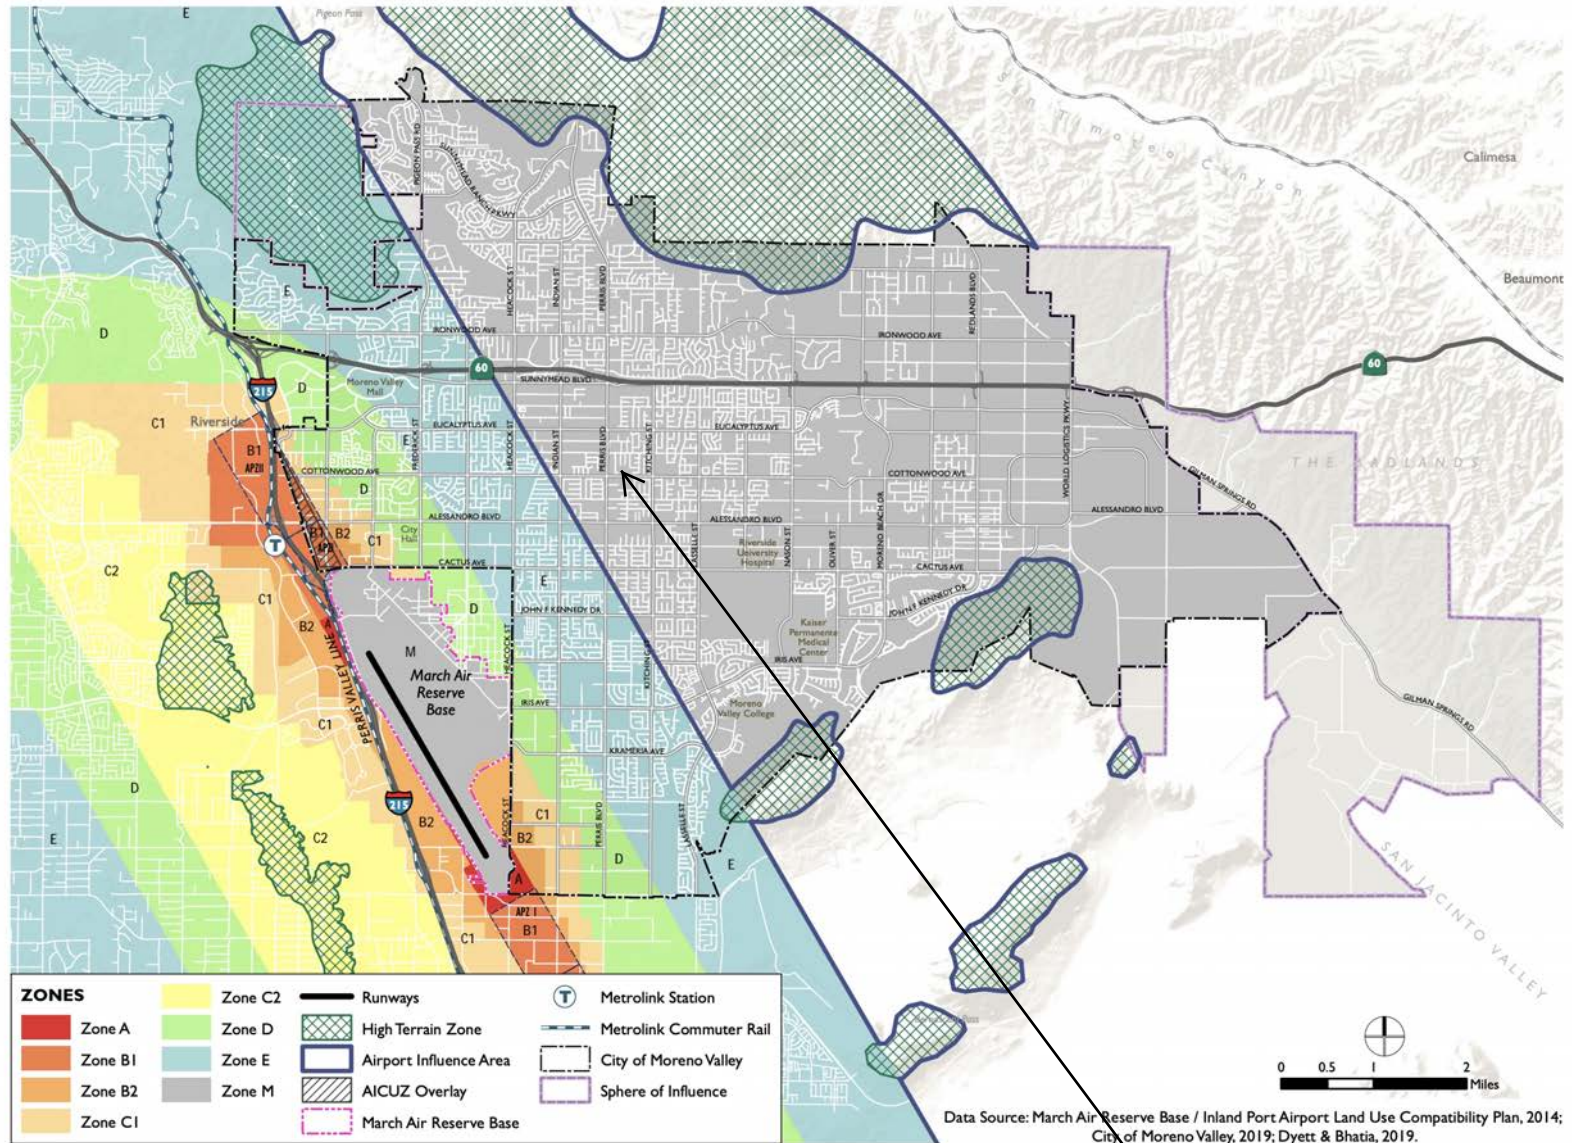 E
Pigeon Pass
San Timoteo Canyon
Calimesa
Beaumont
PIGEON PASS RD
SUNNYMEAD RANCH PKWY
HEACOCK ST
INDIAN ST
PERRIS BLVD
REDLANDS BLVD
E
IRONWOOD AVE
IRONWOOD AVE
D
60
60
SUNNYMEAD BLVD
Moreno Valley
Mall
215
D
C1
Riverside
E
FREDERICK ST
EUCALYPTUS AVE
HEACOCK ST
INDIAN ST
PERRIS BLVD
KITCHING ST
EUCALYPTUS AVE
WORLD LOGISTICS PKWY
B1
APZII
COTTONWOOD AVE
COTTONWOOD AVE
THE BADLANDS
GILMAN SPRINGS RD
D
ALESSANDRO BLVD
ALESSANDRO BLVD
ALESSANDRO BLVD
B1
B2
C1
City
Hall
T
LASSELLE ST
Riverside
University
Hospital
NASON ST
OLIVER ST
MORENO BEACH DR
C2
CACTUS AVE
CACTUS AVE
E
C1
D
JOHN F KENNEDY DR
JOHN F KENNEDY DR
B2
Kaiser
Permanente
Medical
Center
PERRIS VALLEY LINE
M
March Air
Reserve
Base
HEACOCK ST
KITCHING ST
IRIS AVE
IRIS AVE
Moreno
Valley College
C1
GILMAN SPRINGS RD
KRAMERIA AVE
D
215
B2
HEACOCK ST
C1
B2
PERRIS BLVD
LASSELLE ST
E
C2
D
E
A
APZ I
B1
C1
SAN JACINTO VALLEY
ZONES
Zone A
Zone B1
Zone B2
Zone C1
Zone C2
Zone D
Zone E
Zone M
Runways
High Terrain Zone
Airport Influence Area
AICUZ Overlay
March Air Reserve Base
T Metrolink Station
Metrolink Commuter Rail
City of Moreno Valley
Sphere of Influence
0 0.5 1 2
Miles
Data Source: March Air Reserve Base / Inland Port Airport Land Use Compatibility Plan, 2014;
City of Moreno Valley, 2019; Dyett & Bhatia, 2019.